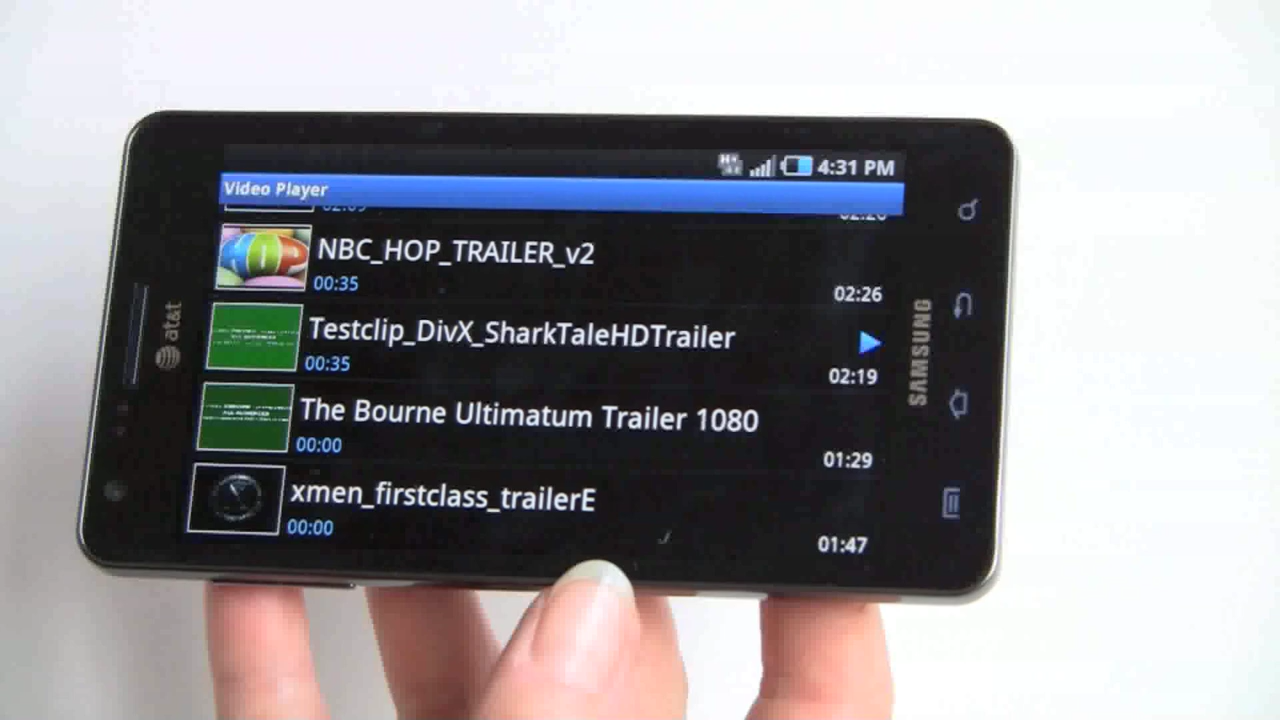 4:31 PM
Video Player
NBC_HOP_TRAILER_v2
00:35
02:26
Testclip_DivX_SharkTaleHDTrailer
00:35
02:19
The Bourne Ultimatum Trailer 1080
00:00
01:29
xmen_firstclass_trailerE
00:00
01:47
at&t
SAMSUNG